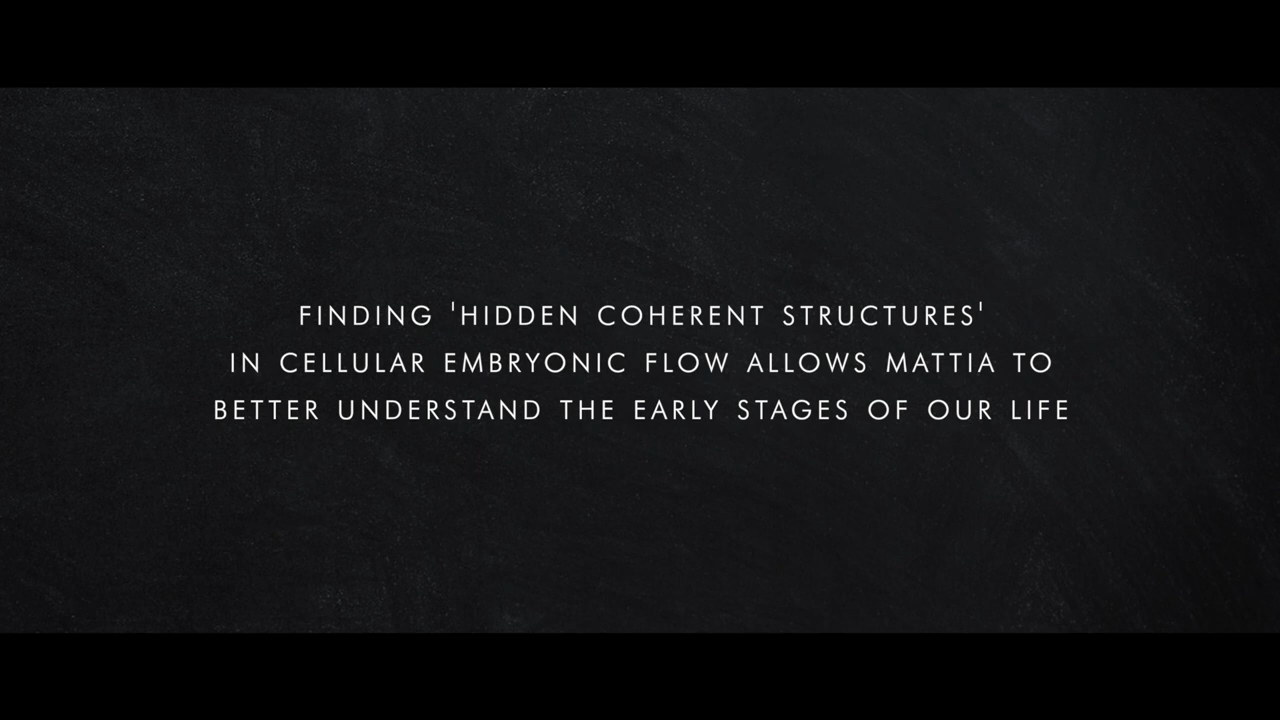 FINDING 'HIDDEN COHERENT STRUCTURES'
IN CELLULAR EMBRYONIC FLOW ALLOWS MATTIA TO
BETTER UNDERSTAND THE EARLY STAGES OF OUR LIFE